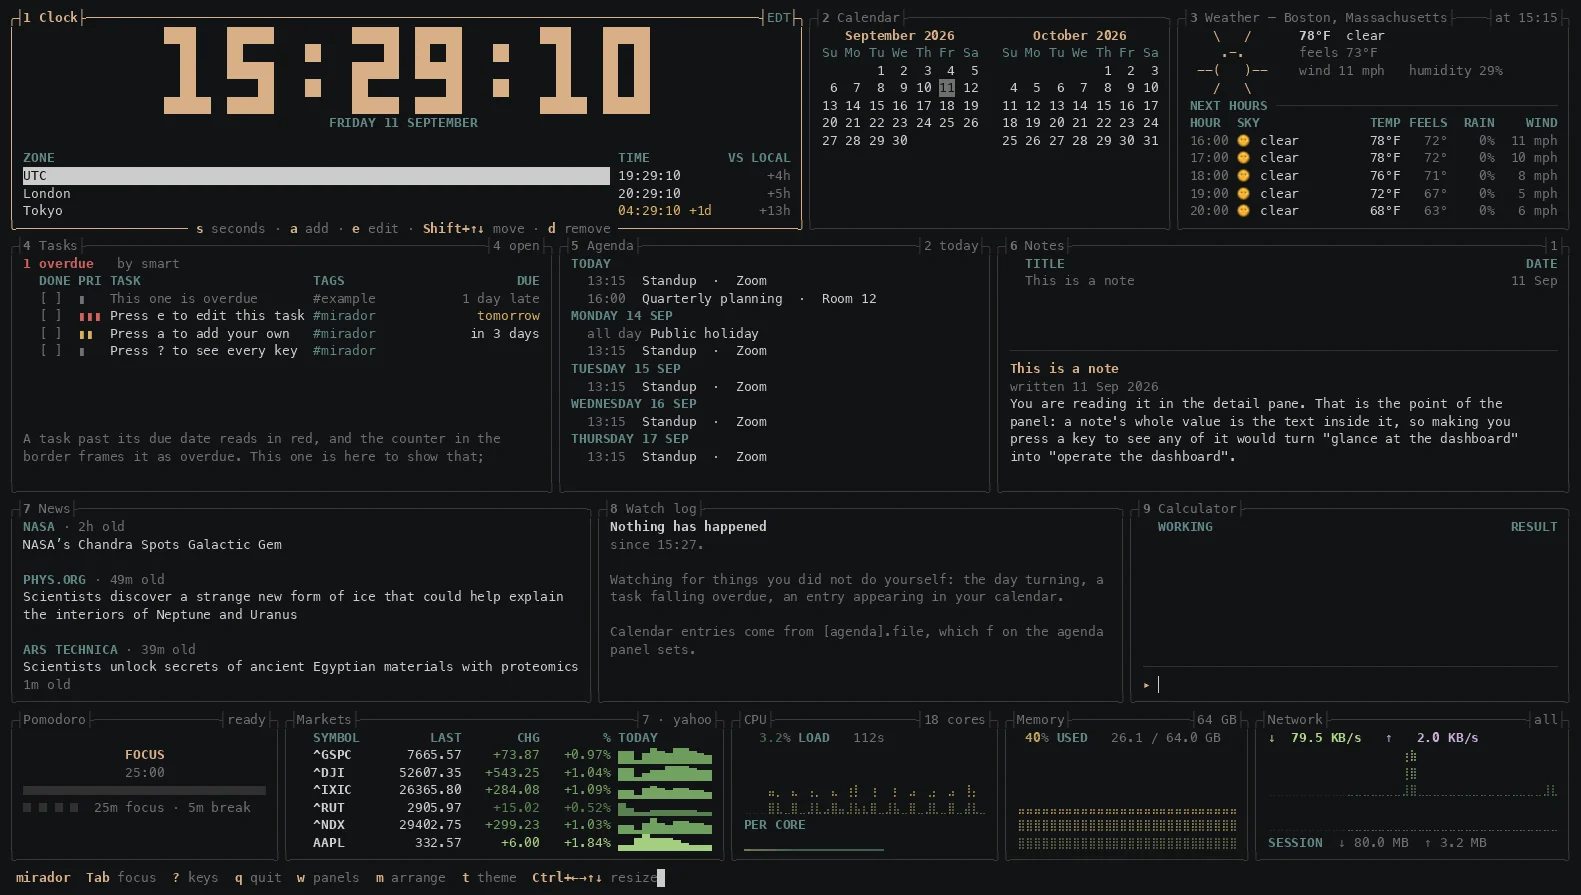 1 Clock EDT
15:29:10
FRIDAY 11 SEPTEMBER
ZONE TIME VS LOCAL
UTC 19:29:10 +4h
London 20:29:10 +5h
Tokyo 04:29:10 +1d +13h
s seconds · a add · e edit · Shift+↑↓ move · d remove
2 Calendar
September 2026 October 2026
Su Mo Tu We Th Fr Sa Su Mo Tu We Th Fr Sa
1 2 3 4 5 1 2 3
6 7 8 9 10 11 12 4 5 6 7 8 9 10
13 14 15 16 17 18 19 11 12 13 14 15 16 17
20 21 22 23 24 25 26 18 19 20 21 22 23 24
27 28 29 30 25 26 27 28 29 30 31
3 Weather — Boston, Massachusetts at 15:15
78°F clear
feels 73°F
wind 11 mph humidity 29%
NEXT HOURS
HOUR SKY TEMP FEELS RAIN WIND
16:00 clear 78°F 72° 0% 11 mph
17:00 clear 78°F 72° 0% 10 mph
18:00 clear 76°F 71° 0% 8 mph
19:00 clear 72°F 67° 0% 5 mph
20:00 clear 68°F 63° 0% 6 mph
4 Tasks 4 open
1 overdue by smart
DONE PRI TASK TAGS DUE
[ ] This one is overdue #example 1 day late
[ ] Press e to edit this task #mirador tomorrow
[ ] Press a to add your own #mirador in 3 days
[ ] Press ? to see every key #mirador
A task past its due date reads in red, and the counter in the
border frames it as overdue. This one is here to show that;
5 Agenda 2 today
TODAY
13:15 Standup · Zoom
16:00 Quarterly planning · Room 12
MONDAY 14 SEP
all day Public holiday
13:15 Standup · Zoom
TUESDAY 15 SEP
13:15 Standup · Zoom
WEDNESDAY 16 SEP
13:15 Standup · Zoom
THURSDAY 17 SEP
13:15 Standup · Zoom
6 Notes 1
TITLE DATE
This is a note 11 Sep
This is a note
written 11 Sep 2026
You are reading it in the detail pane. That is the point of the
panel: a note's whole value is the text inside it, so making you
press a key to see any of it would turn "glance at the dashboard"
into "operate the dashboard".
7 News
NASA · 2h old
NASA’s Chandra Spots Galactic Gem
PHYS.ORG · 49m old
Scientists discover a strange new form of ice that could help explain
the interiors of Neptune and Uranus
ARS TECHNICA · 39m old
Scientists unlock secrets of ancient Egyptian materials with proteomics
1m old
8 Watch log
Nothing has happened
since 15:27.
Watching for things you did not do yourself: the day turning, a
task falling overdue, an entry appearing in your calendar.
Calendar entries come from [agenda].file, which f on the agenda
panel sets.
9 Calculator
WORKING RESULT
Pomodoro ready
FOCUS
25:00
25m focus · 5m break
Markets 7 · yahoo
SYMBOL LAST CHG % TODAY
^GSPC 7665.57 +73.87 +0.97%
^DJI 52607.35 +543.25 +1.04%
^IXIC 26365.80 +284.08 +1.09%
^RUT 2905.97 +15.02 +0.52%
^NDX 29402.75 +299.23 +1.03%
AAPL 332.57 +6.00 +1.84%
CPU 18 cores
3.2% LOAD 112s
PER CORE
Memory 64 GB
40% USED 26.1 / 64.0 GB
Network all
↓ 79.5 KB/s ↑ 2.0 KB/s
SESSION ↓ 80.0 MB ↑ 3.2 MB
mirador Tab focus ? keys q quit w panels m arrange t theme Ctrl+←→↑↓ resize